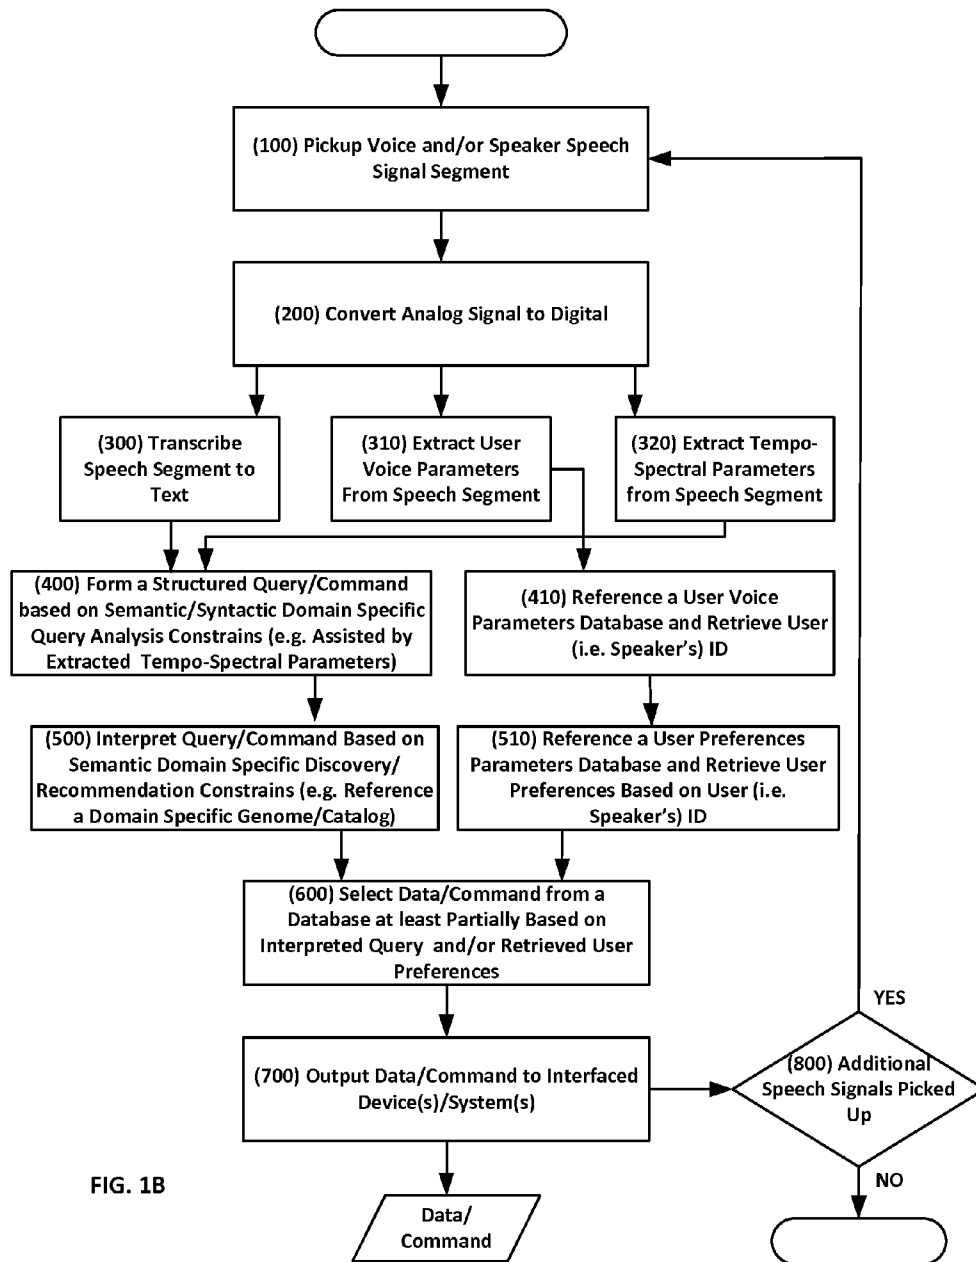 (100) Pickup Voice and/or Speaker Speech
Signal Segment
(200) Convert Analog Signal to Digital
(300) Transcribe
Speech Segment to
Text
(310) Extract User
Voice Parameters
From Speech Segment
(320) Extract Tempo-
Spectral Parameters
from Speech Segment
(400) Form a Structured Query/Command
based on Semantic/Syntactic Domain Specific
Query Analysis Constrains (e.g. Assisted by
Extracted Tempo-Spectral Parameters)
(410) Reference a User Voice
Parameters Database and Retrieve User
(i.e. Speaker's) ID
(500) Interpret Query/Command Based on
Semantic Domain Specific Discovery/
Recommendation Constrains (e.g. Reference
a Domain Specific Genome/Catalog)
(510) Reference a User Preferences
Parameters Database and Retrieve User
Preferences Based on User (i.e.
Speaker's) ID
(600) Select Data/Command from a
Database at least Partially Based on
Interpreted Query and/or Retrieved User
Preferences
(700) Output Data/Command to Interfaced
Device(s)/System(s)
YES
(800) Additional
Speech Signals Picked
Up
NO
Data/
Command
FIG. 1B